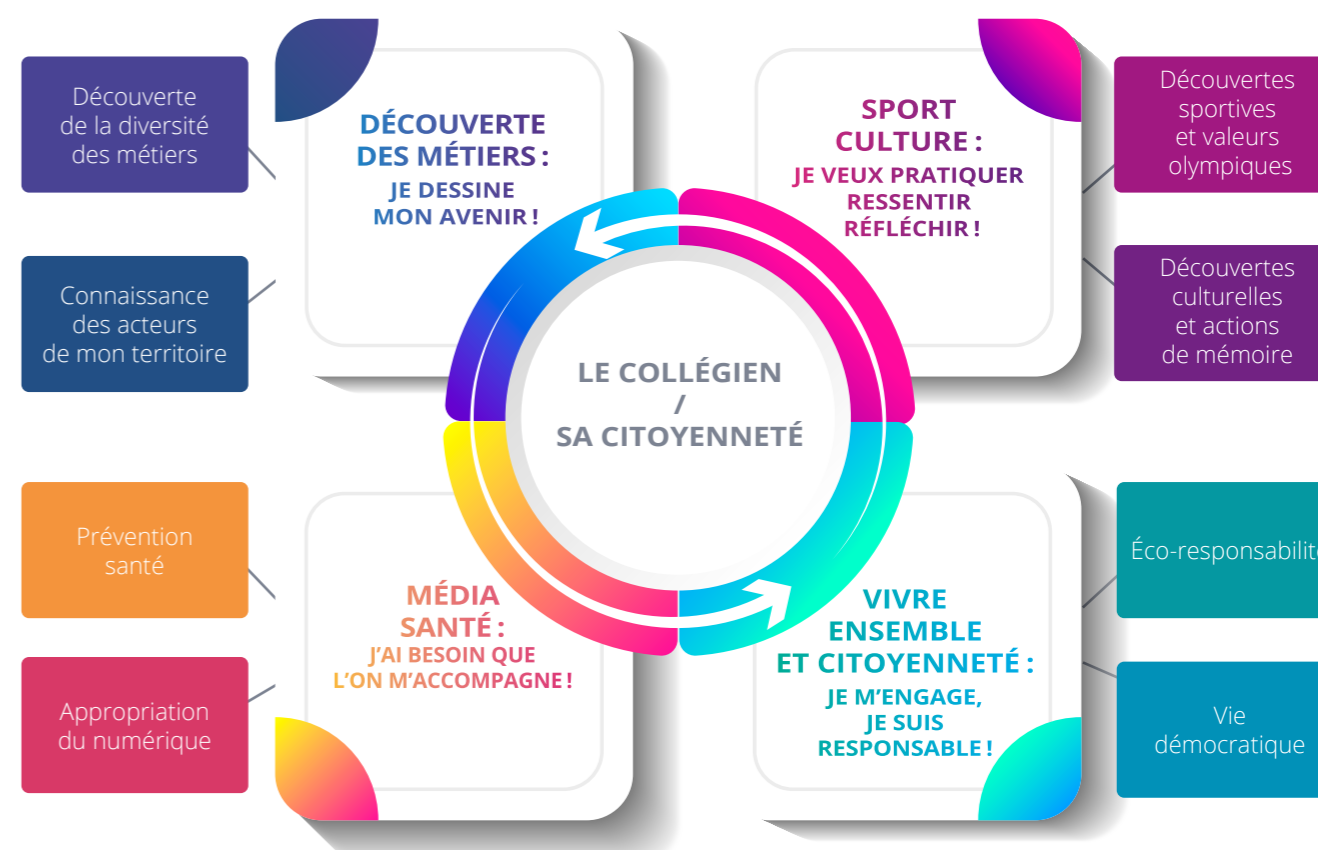 Découverte
de la diversité
des métiers
Connaissance
des acteurs
de mon territoire
DÉCOUVERTE
DES MÉTIERS :
JE DESSINE
MON AVENIR !
SPORT
CULTURE :
JE VEUX PRATIQUER
RESSENTIR
RÉFLÉCHIR !
Découvertes
sportives
et valeurs
olympiques
Découvertes
culturelles
et actions
de mémoire
LE COLLÉGIEN
/
SA CITOYENNETÉ
Prévention
santé
Appropriation
du numérique
MÉDIA
SANTÉ :
J'AI BESOIN QUE
L'ON M'ACCOMPAGNE !
VIVRE
ENSEMBLE
ET CITOYENNETÉ :
JE M'ENGAGE,
JE SUIS
RESPONSABLE !
Éco-responsabilité
Vie
démocratique